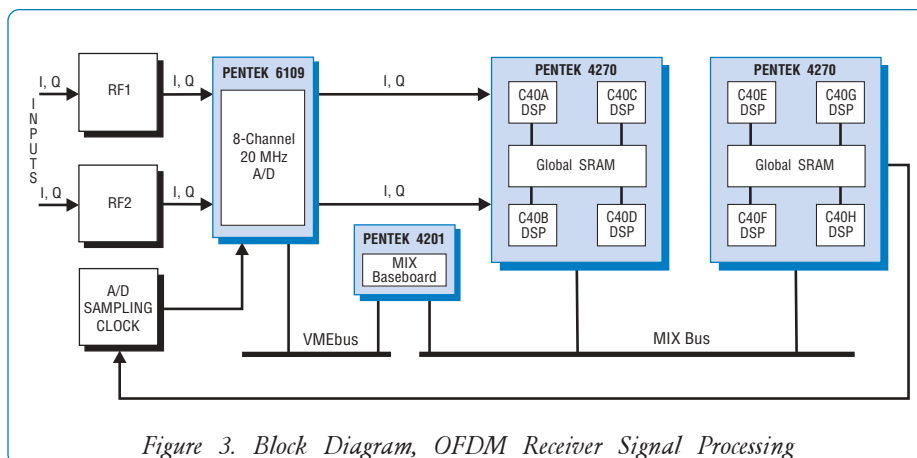 INPUTS
I, Q
RF1
I, Q
I, Q
RF2
I, Q
A/D
SAMPLING
CLOCK
PENTEK 6109
8-Channel
20 MHz
A/D
I, Q
I, Q
PENTEK 4201
MIX
Baseboard
VMEbus
PENTEK 4270
C40A
DSP
C40C
DSP
Global SRAM
C40B
DSP
C40D
DSP
PENTEK 4270
C40E
DSP
C40G
DSP
Global SRAM
C40F
DSP
C40H
DSP
MIX Bus
Figure 3. Block Diagram, OFDM Receiver Signal Processing